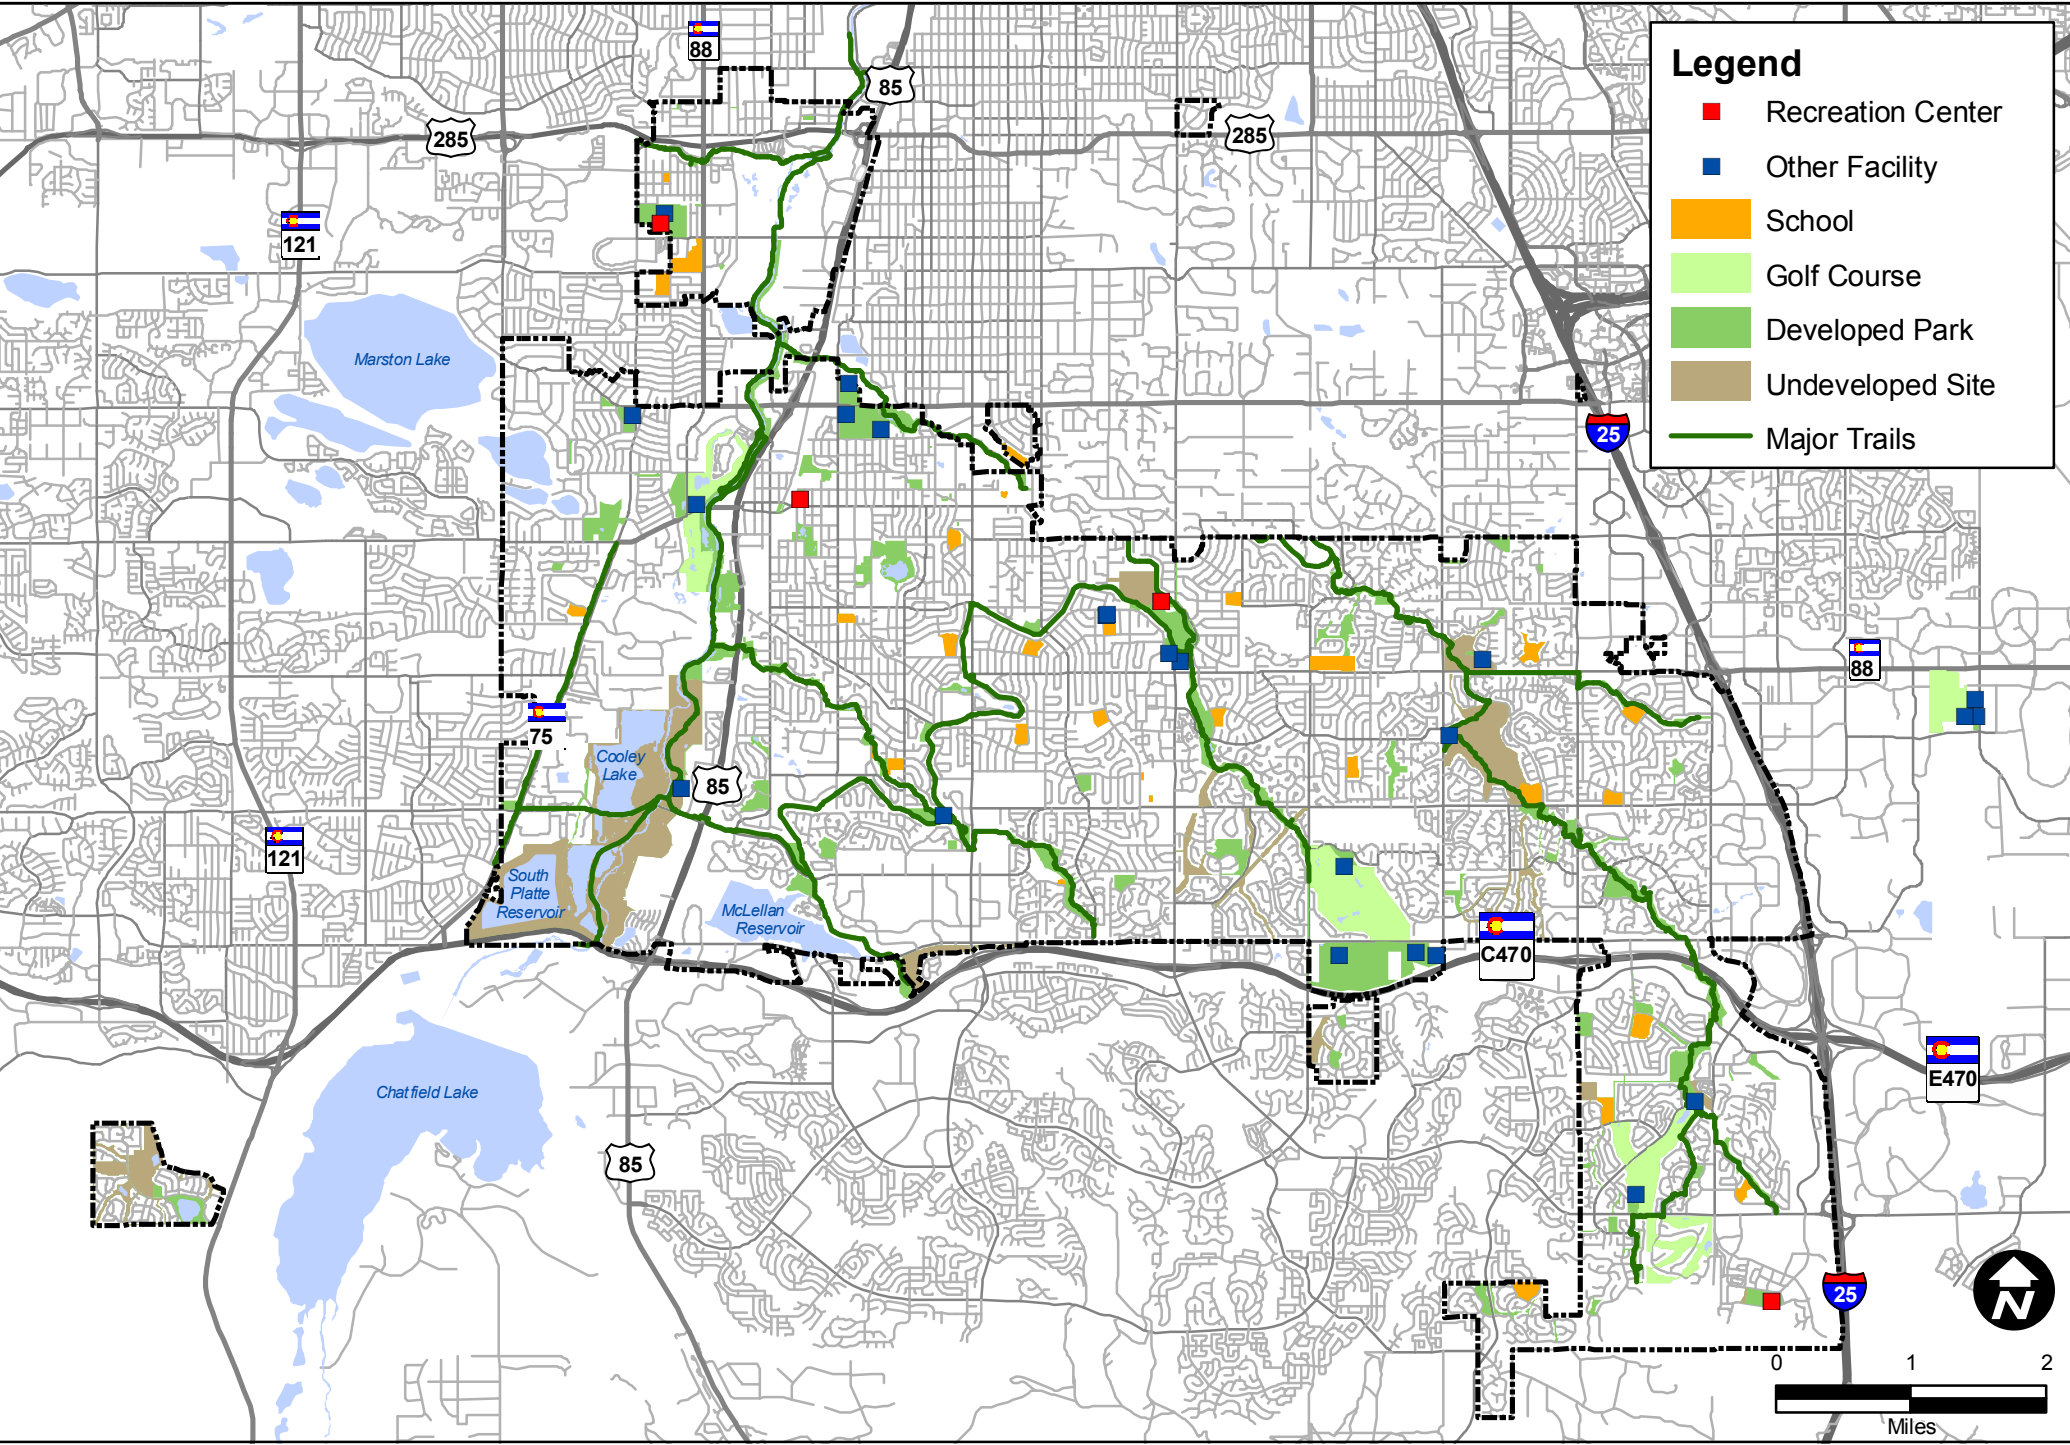 88
85
285
285
Legend
Recreation Center
Other Facility
School
Golf Course
Developed Park
Undeveloped Site
Major Trails
121
Marston Lake
25
88
75
Cooley
Lake
85
121
South
Platte
Reservoir
McLellan
Reservoir
C470
E470
Chatfield Lake
85
25
N
0 1 2
Miles